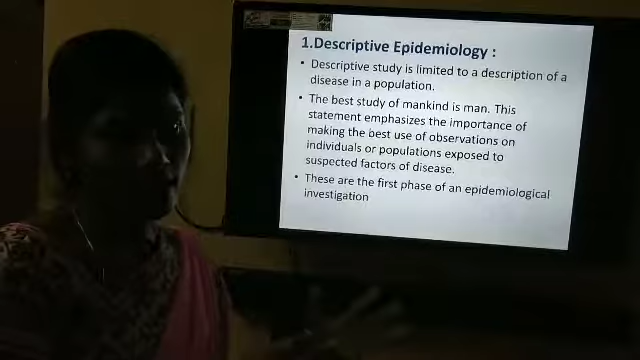 1.Descriptive Epidemiology :
• Descriptive study is limited to a description of a
disease in a population.
• The best study of mankind is man. This
statement emphasizes the importance of
making the best use of observations on
individuals or populations exposed to
suspected factors of disease.
• These are the first phase of an epidemiological
investigation